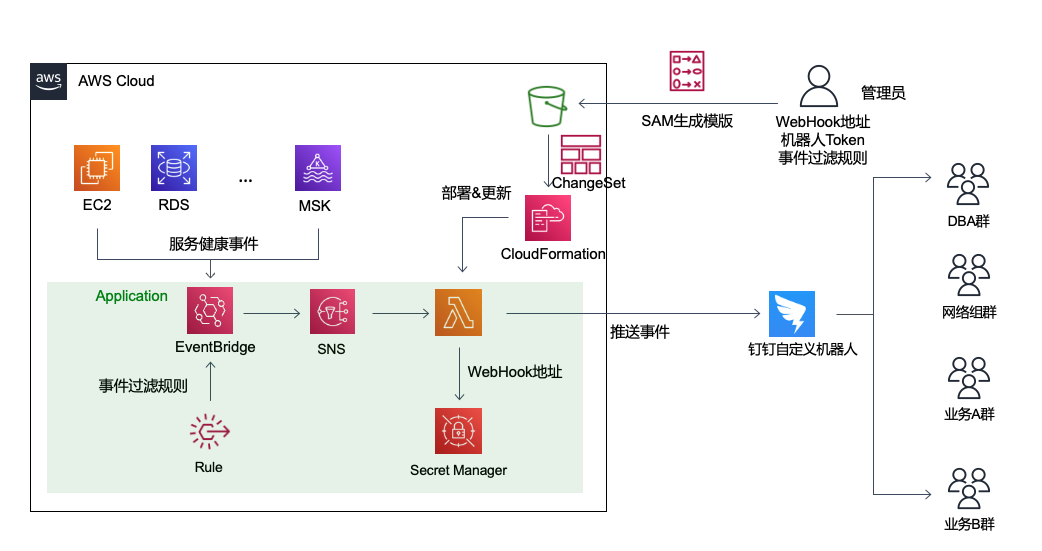 aws
AWS Cloud
SAM生成模版
管理员
WebHook地址
机器人Token
事件过滤规则
EC2
RDS
...
MSK
部署&更新
ChangeSet
CloudFormation
服务健康事件
Application
EventBridge
SNS
推送事件
钉钉自定义机器人
DBA群
网络组群
业务A群
业务B群
事件过滤规则
WebHook地址
Rule
Secret Manager